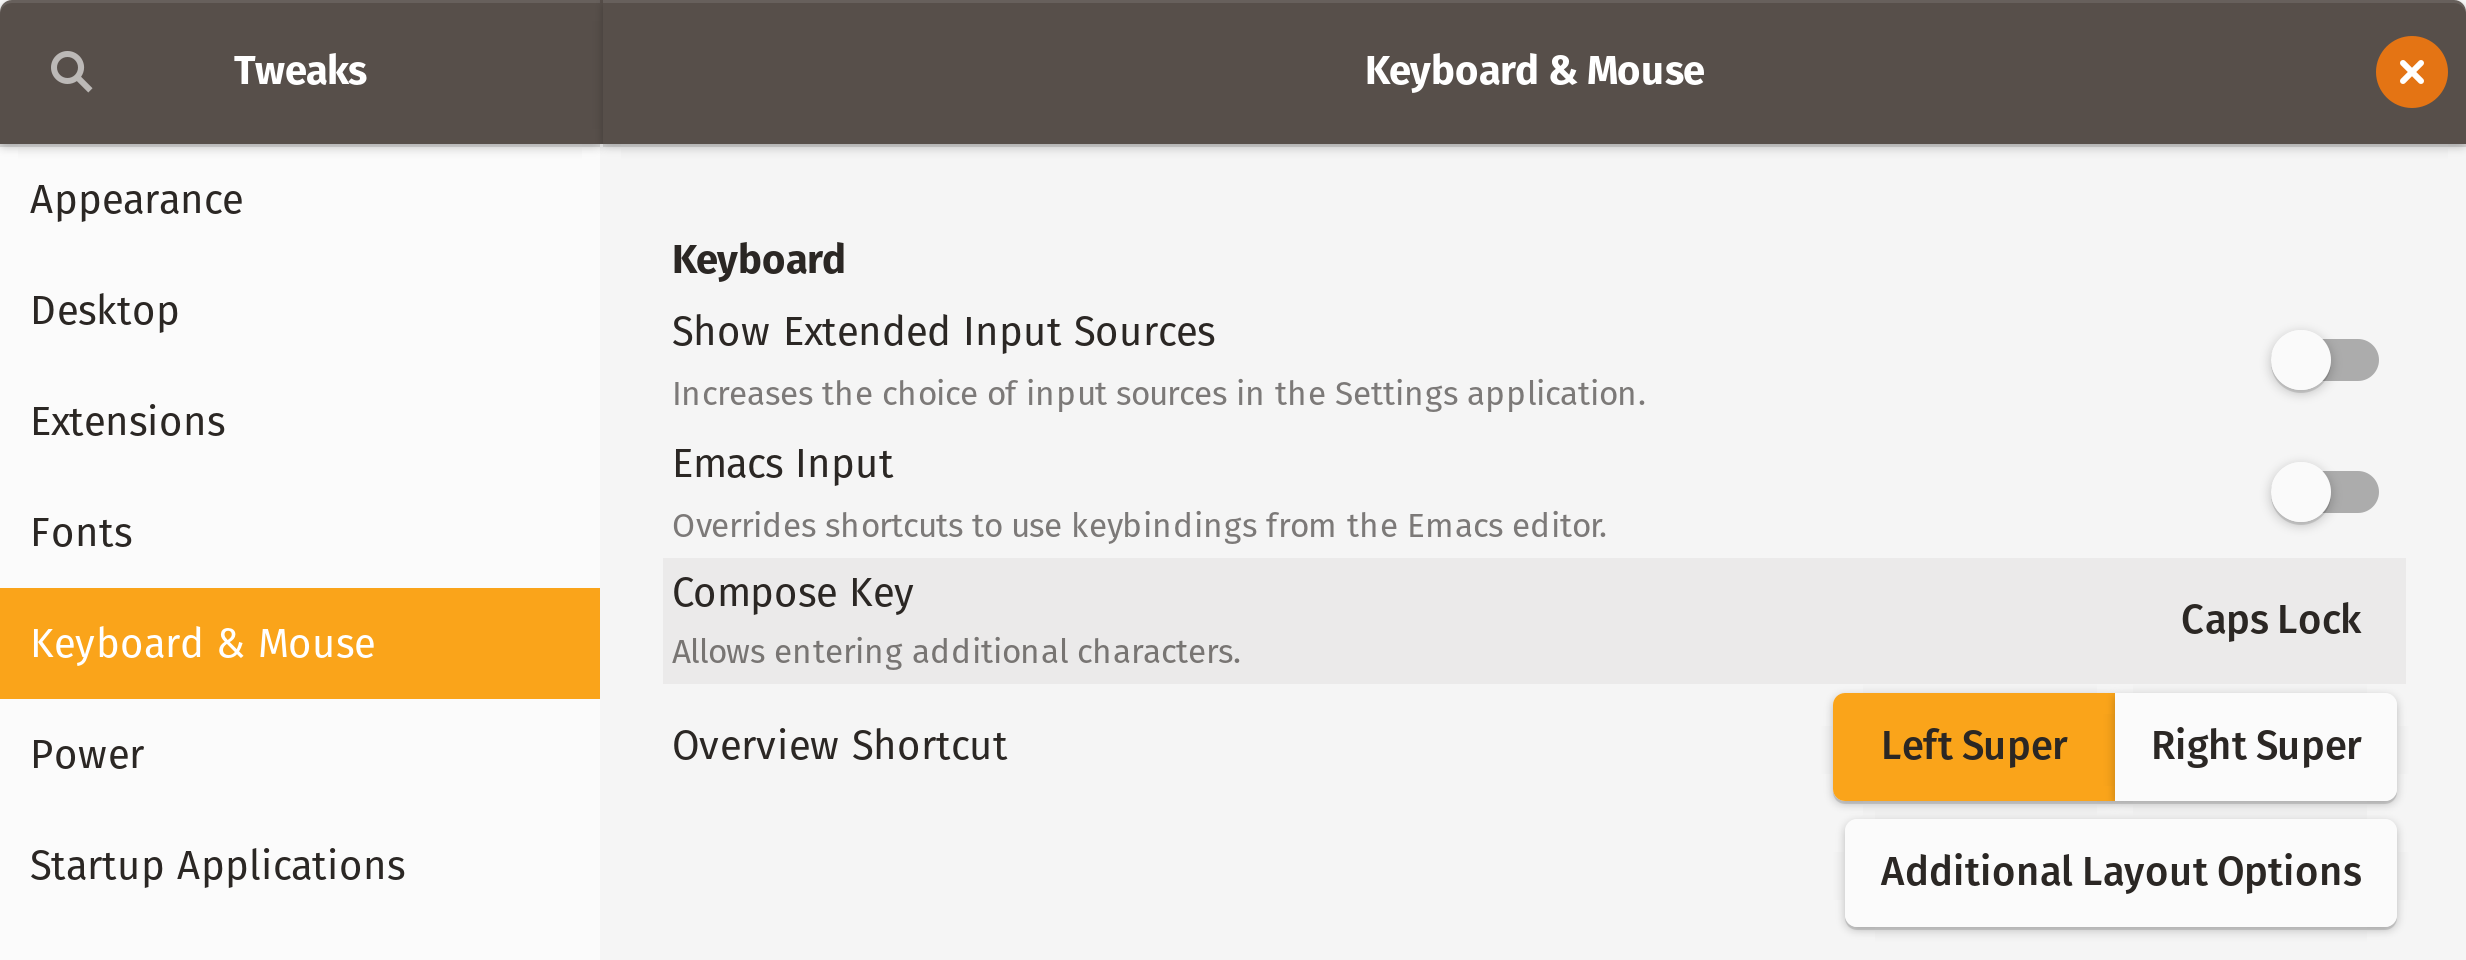 Tweaks
Keyboard & Mouse
Appearance
Desktop
Extensions
Fonts
Keyboard & Mouse
Power
Startup Applications
Keyboard
Show Extended Input Sources
Increases the choice of input sources in the Settings application.
Emacs Input
Overrides shortcuts to use keybindings from the Emacs editor.
Compose Key
Allows entering additional characters.
Caps Lock
Overview Shortcut
Left Super
Right Super
Additional Layout Options